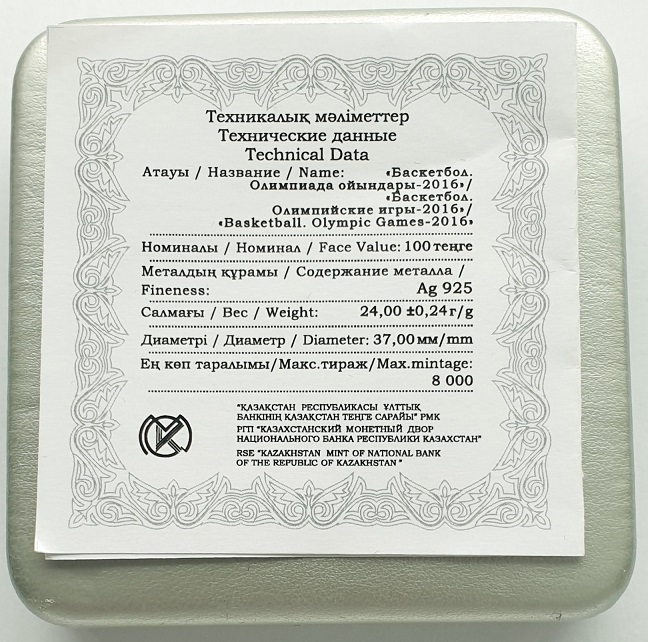 Техникалық мәліметтер
Технические данные
Technical Data
Атауы / Название / Name: «Баскетбол.
Олимпиада ойындары-2016»/
«Баскетбол.
Олимпийские игры-2016»/
«Basketball. Olympic Games-2016»
Номиналы / Номинал / Face Value: 100 теңге
Металдың құрамы / Содержание металла /
Fineness: Ag 925
Салмағы / Вес / Weight: 24,00 ±0,24 г/g
Диаметрі / Диаметр / Diameter: 37,00 мм/mm
Ең көп таралымы/Макс.тираж/Max.mintage:
8 000
"ҚАЗАҚСТАН РЕСПУБЛИКАСЫ ҰЛТТЫҚ
БАНКІНІҢ ҚАЗАҚСТАН ТЕҢГЕ САРАЙЫ" РМК
РГП "КАЗАХСТАНСКИЙ МОНЕТНЫЙ ДВОР
НАЦИОНАЛЬНОГО БАНКА РЕСПУБЛИКИ КАЗАХСТАН"
RSE "KAZAKHSTAN MINT OF NATIONAL BANK
OF THE REPUBLIC OF KAZAKHSTAN "